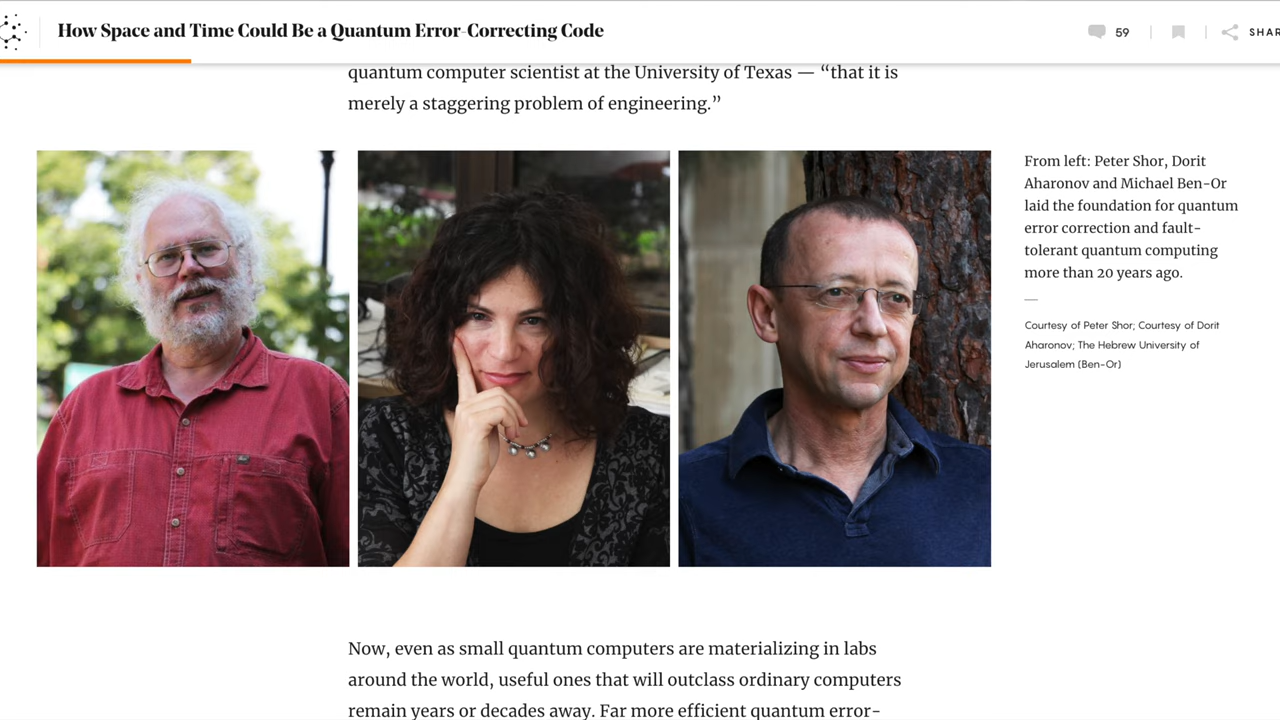 How Space and Time Could Be a Quantum Error-Correcting Code
59
quantum computer scientist at the University of Texas — “that it is
merely a staggering problem of engineering.”
From left: Peter Shor, Dorit
Aharonov and Michael Ben-Or
laid the foundation for quantum
error correction and fault-
tolerant quantum computing
more than 20 years ago.
Courtesy of Peter Shor; Courtesy of Dorit
Aharonov; The Hebrew University of
Jerusalem (Ben-Or)
Now, even as small quantum computers are materializing in labs
around the world, useful ones that will outclass ordinary computers
remain years or decades away. Far more efficient quantum error-